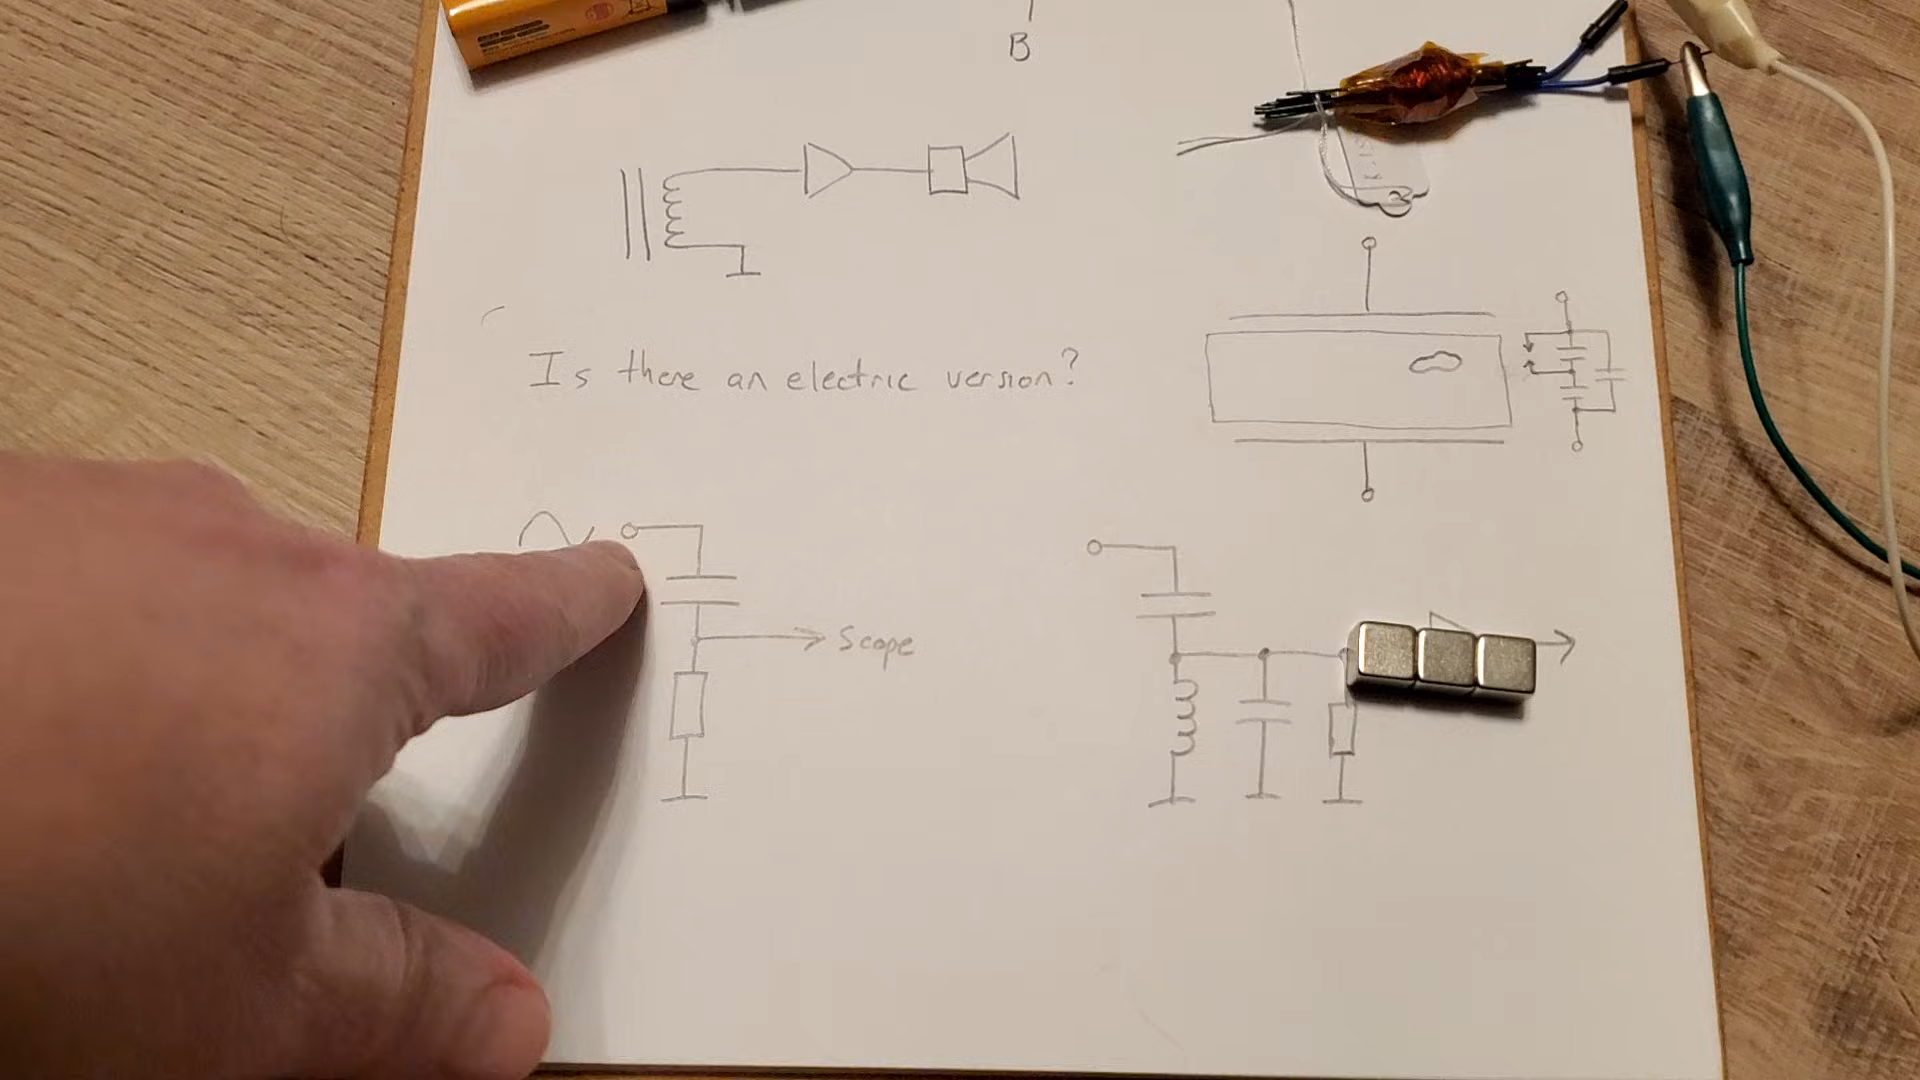 B
Is there an electric version?
Scope